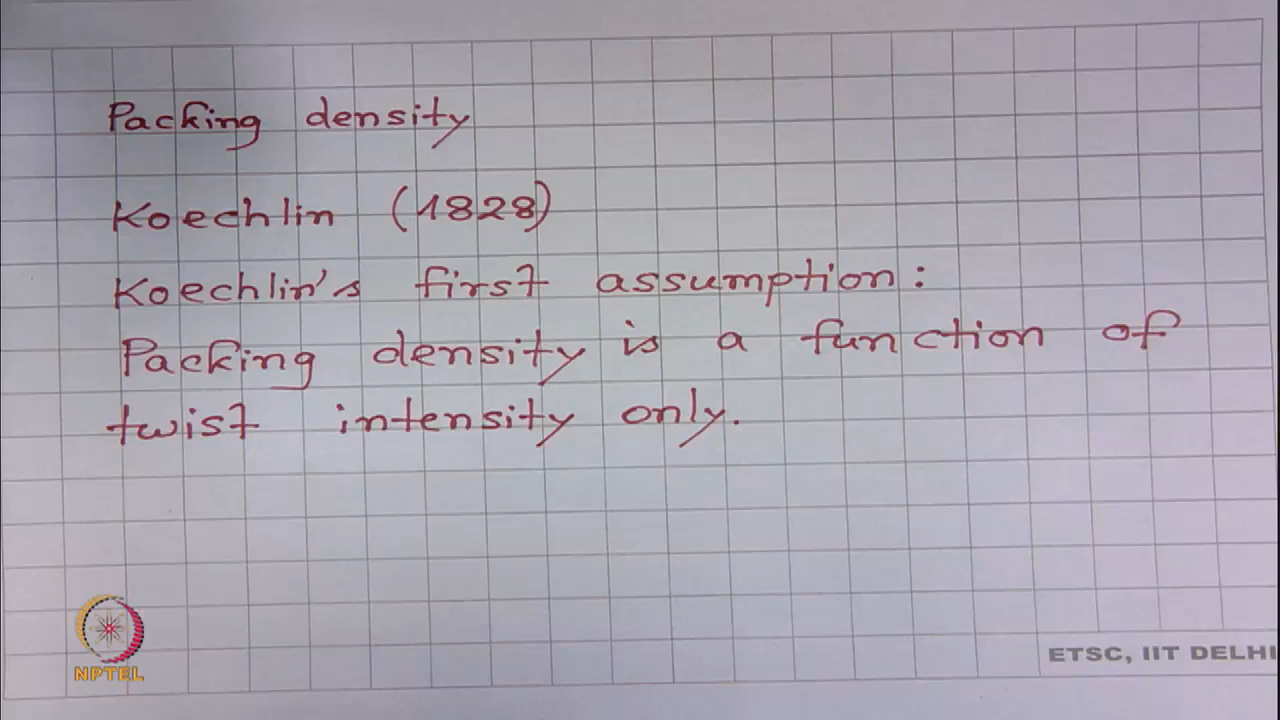 Packing density
Koechlin (1828)
Koechlin's first assumption:
Packing density is a function of
twist intensity only.
NPTEL
ETSC, IIT DELHI